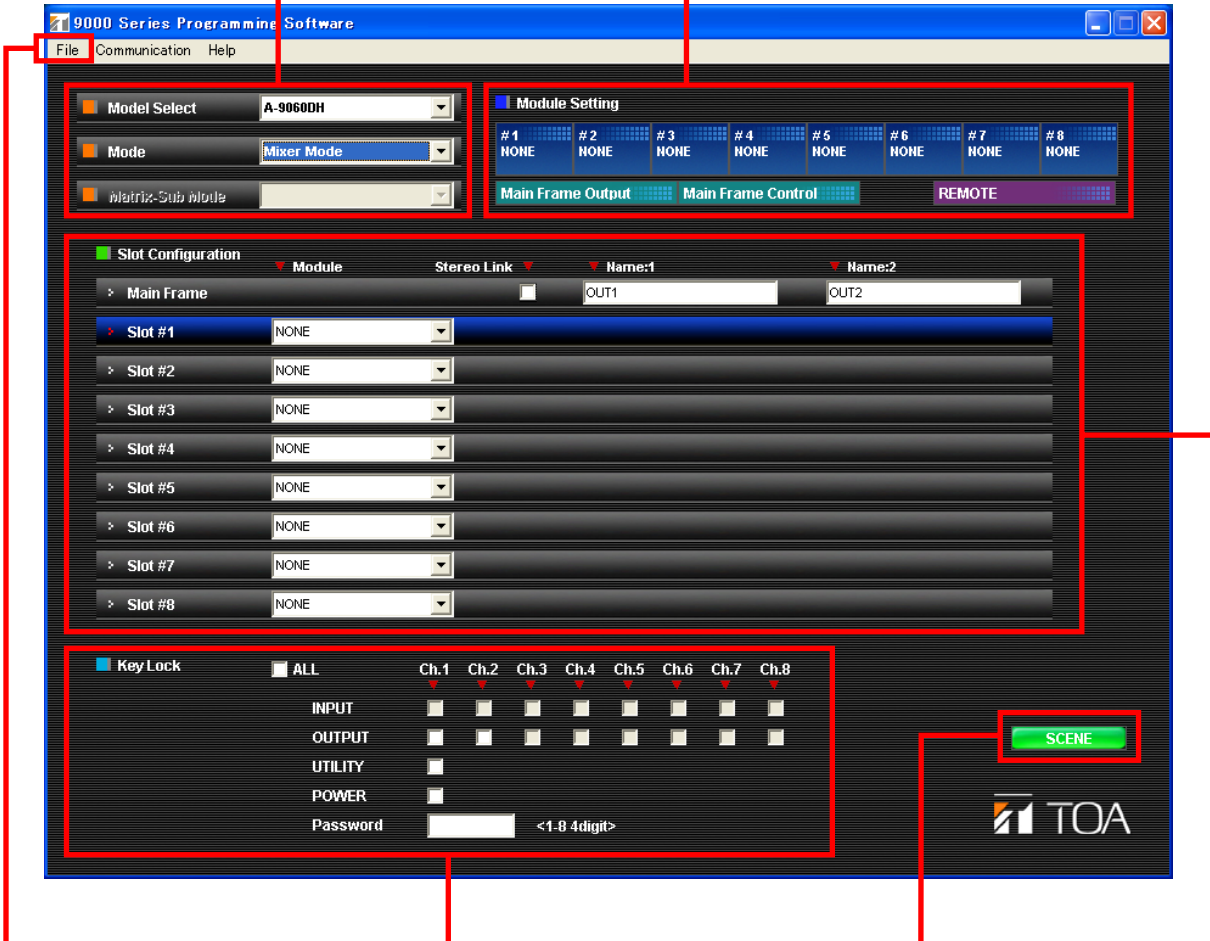 9000 Series Programming Software
File Communication Help
Model Select A-9060DH
Mode Mixer Mode
Matrix-Sub Mode
Module Setting
#1 #2 #3 #4 #5 #6 #7 #8
NONE NONE NONE NONE NONE NONE NONE NONE
Main Frame Output Main Frame Control REMOTE
Slot Configuration
Module Stereo Link Name:1 Name:2
Main Frame OUT1 OUT2
Slot #1 NONE
Slot #2 NONE
Slot #3 NONE
Slot #4 NONE
Slot #5 NONE
Slot #6 NONE
Slot #7 NONE
Slot #8 NONE
Key Lock ALL Ch.1 Ch.2 Ch.3 Ch.4 Ch.5 Ch.6 Ch.7 Ch.8
INPUT
OUTPUT
UTILITY
POWER
Password <1-8 4digit>
SCENE
TOA